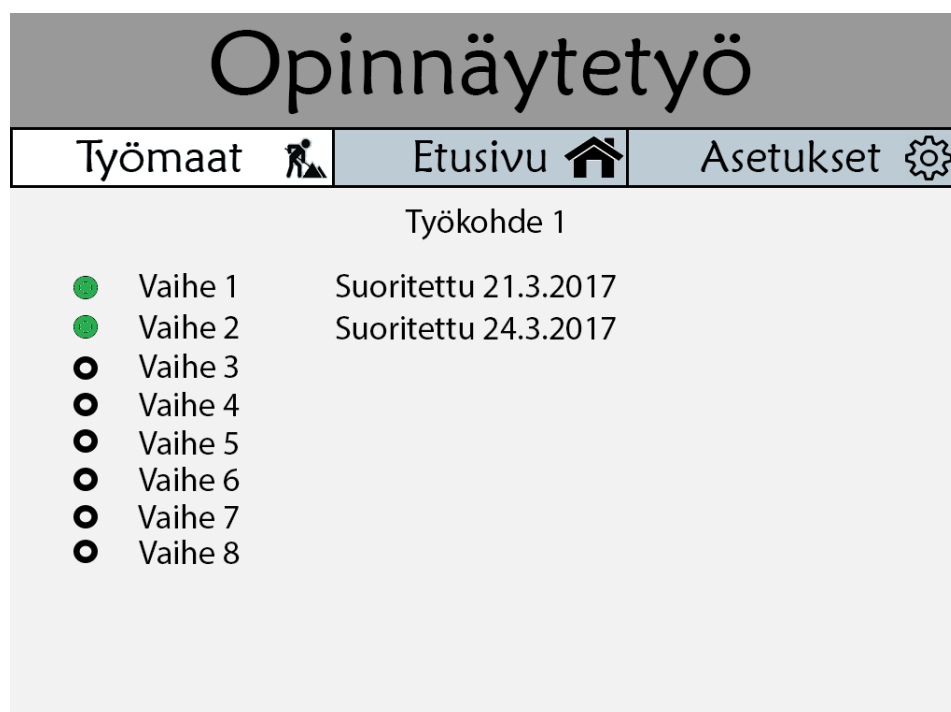 Opinnäytetyö
Työmaat Etusivu Asetukset
Työkohde 1
Vaihe 1 Suoritettu 21.3.2017
Vaihe 2 Suoritettu 24.3.2017
Vaihe 3
Vaihe 4
Vaihe 5
Vaihe 6
Vaihe 7
Vaihe 8